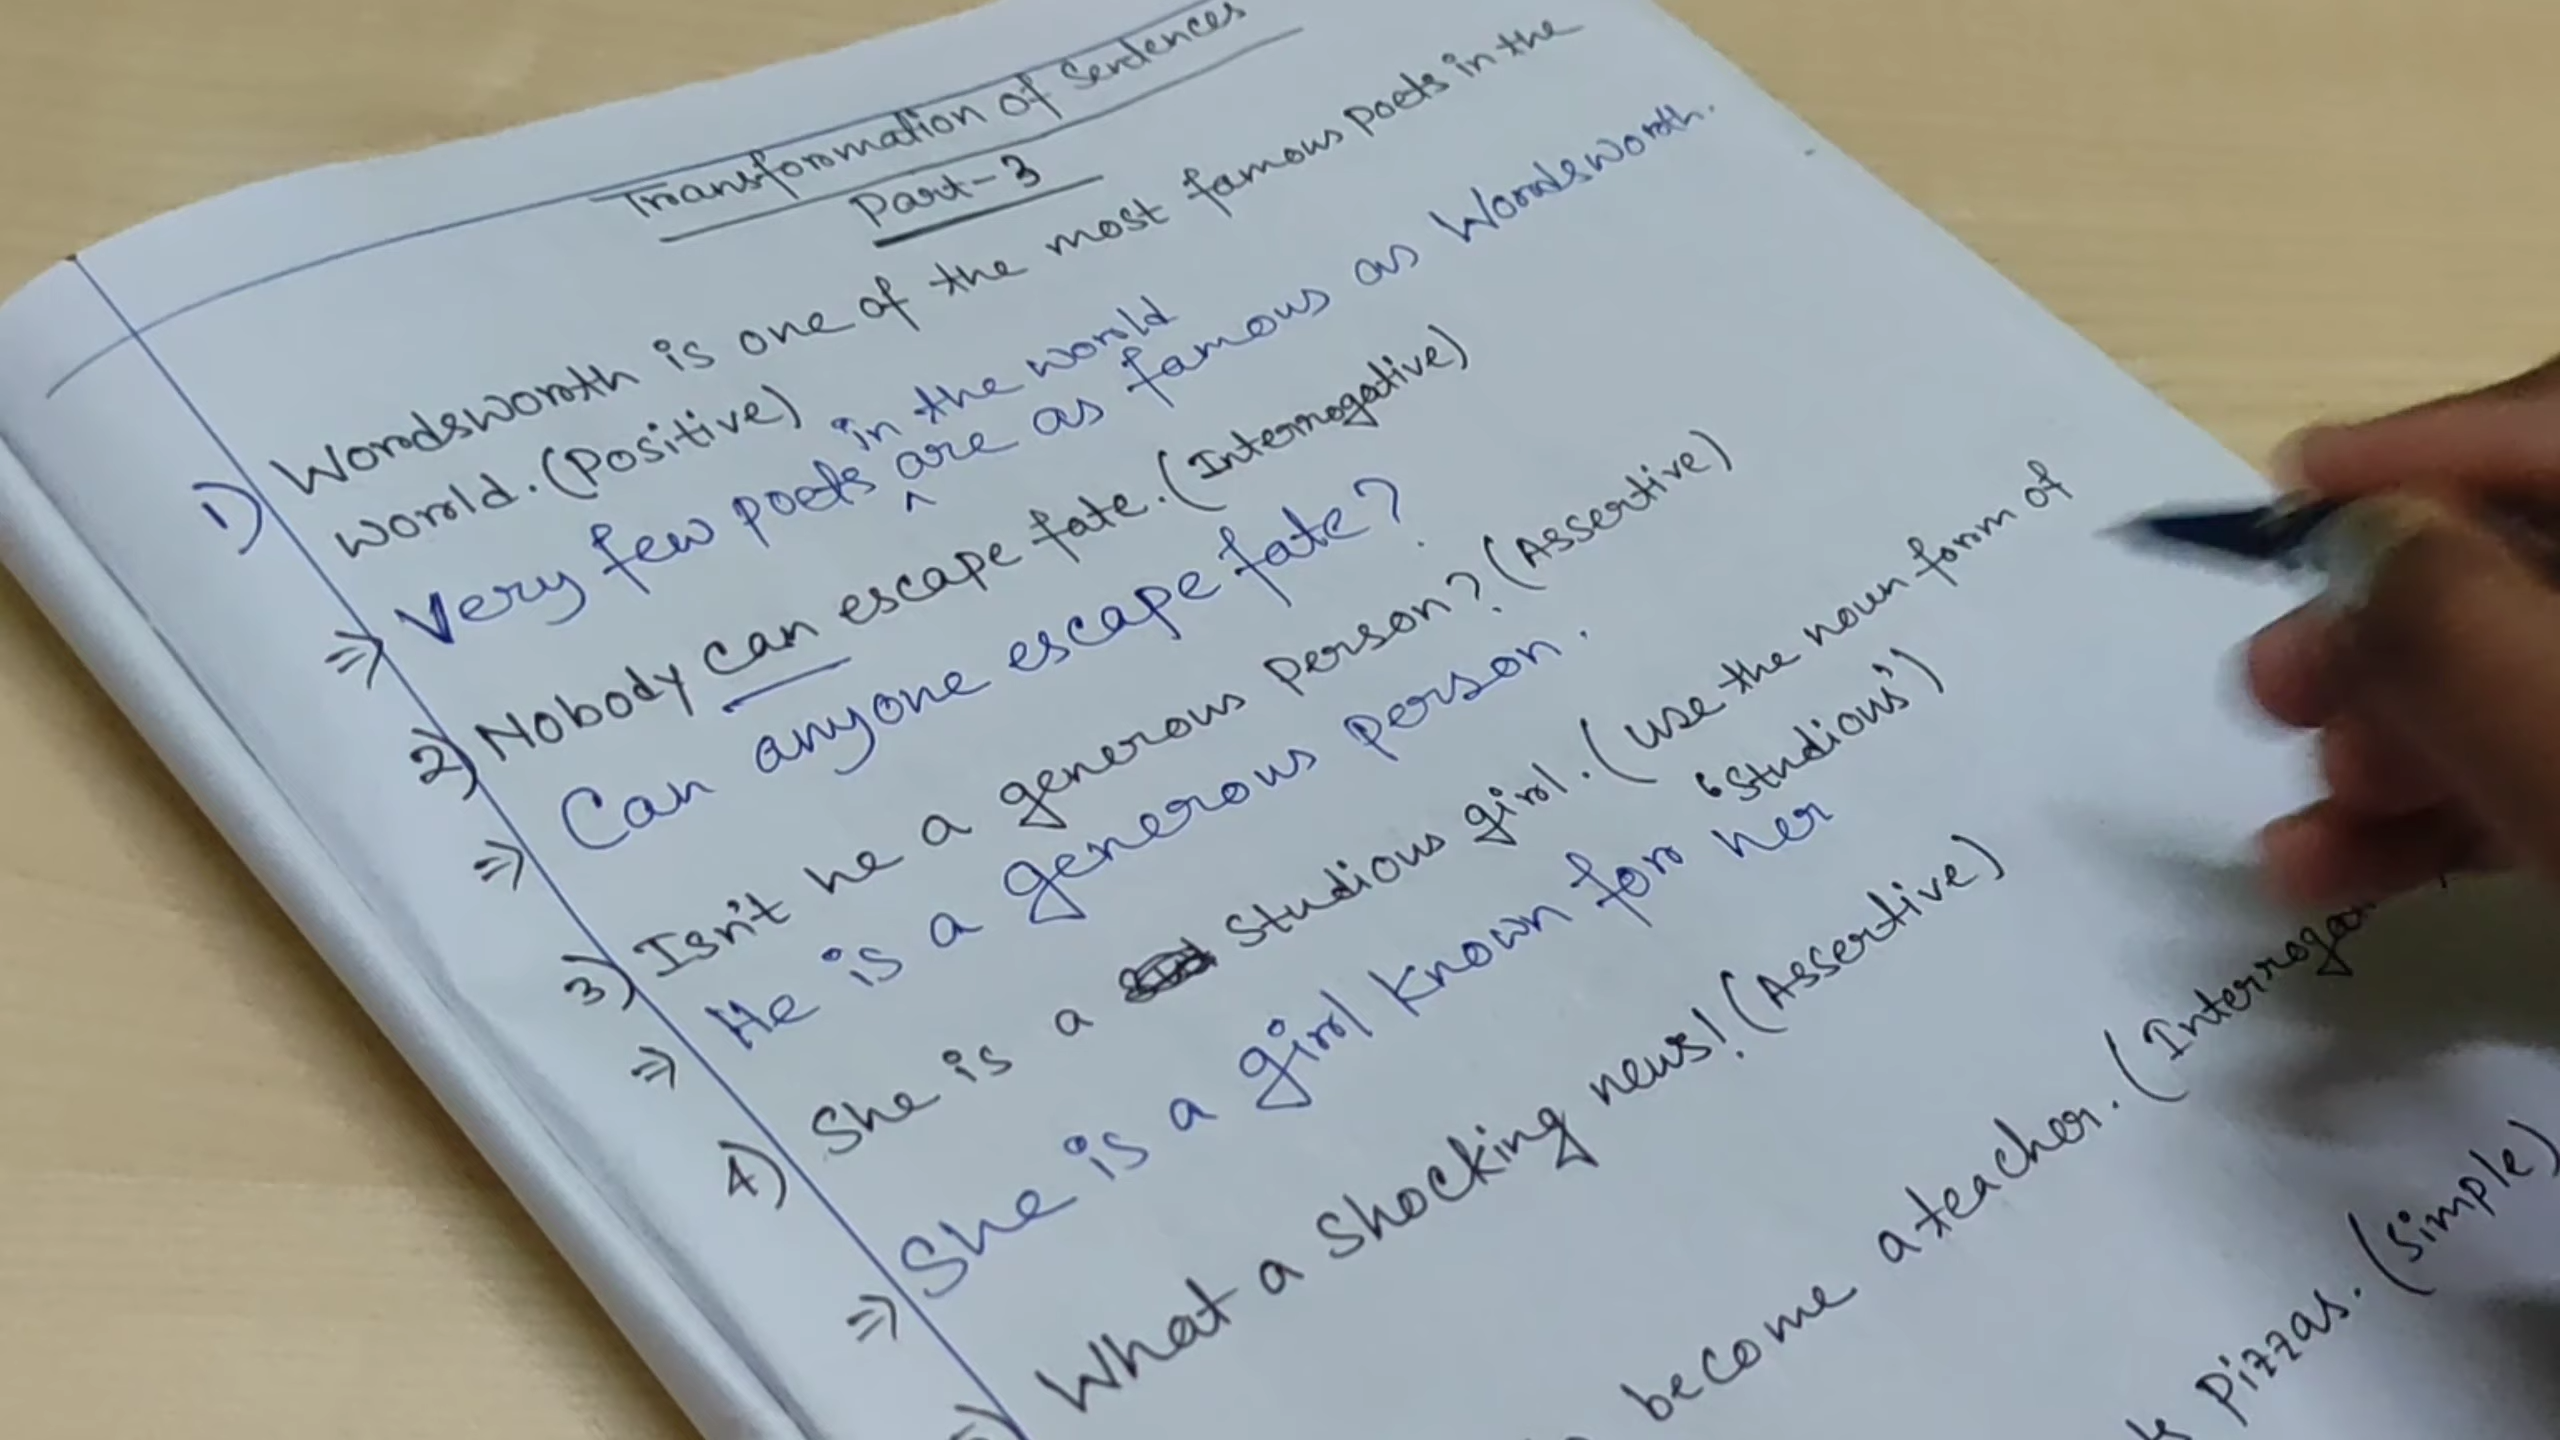 Transformation of Sentences
Part-3
1) Wordsworth is one of the most famous poets in the
world. (Positive)
in the world
⇒ Very few poets ^ are as famous as Wordsworth.
2) Nobody can escape fate. (Interrogative)
⇒ Can anyone escape fate?
3) Isn't he a generous person? (Assertive)
⇒ He is a generous person.
4) She is a studious girl. (use the noun form of
'studious')
⇒ She is a girl known for her
What a shocking news! (Assertive)
become a teacher. (Interrogat
pizzas. (Simple)